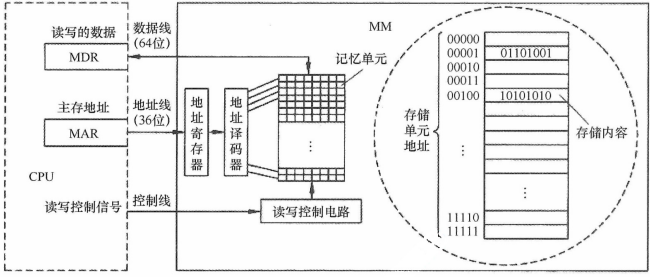 MM
读写的数据
MDR
数据线
(64位)
主存地址
MAR
地址线
(36位)
CPU
读写控制信号
控制线
地址寄存器
地址译码器
记忆单元
⋮
读写控制电路
存储
单元
地址
⋮
00000
00001
01101001
00010
00011
00100
10101010
存储内容
⋮
11110
11111